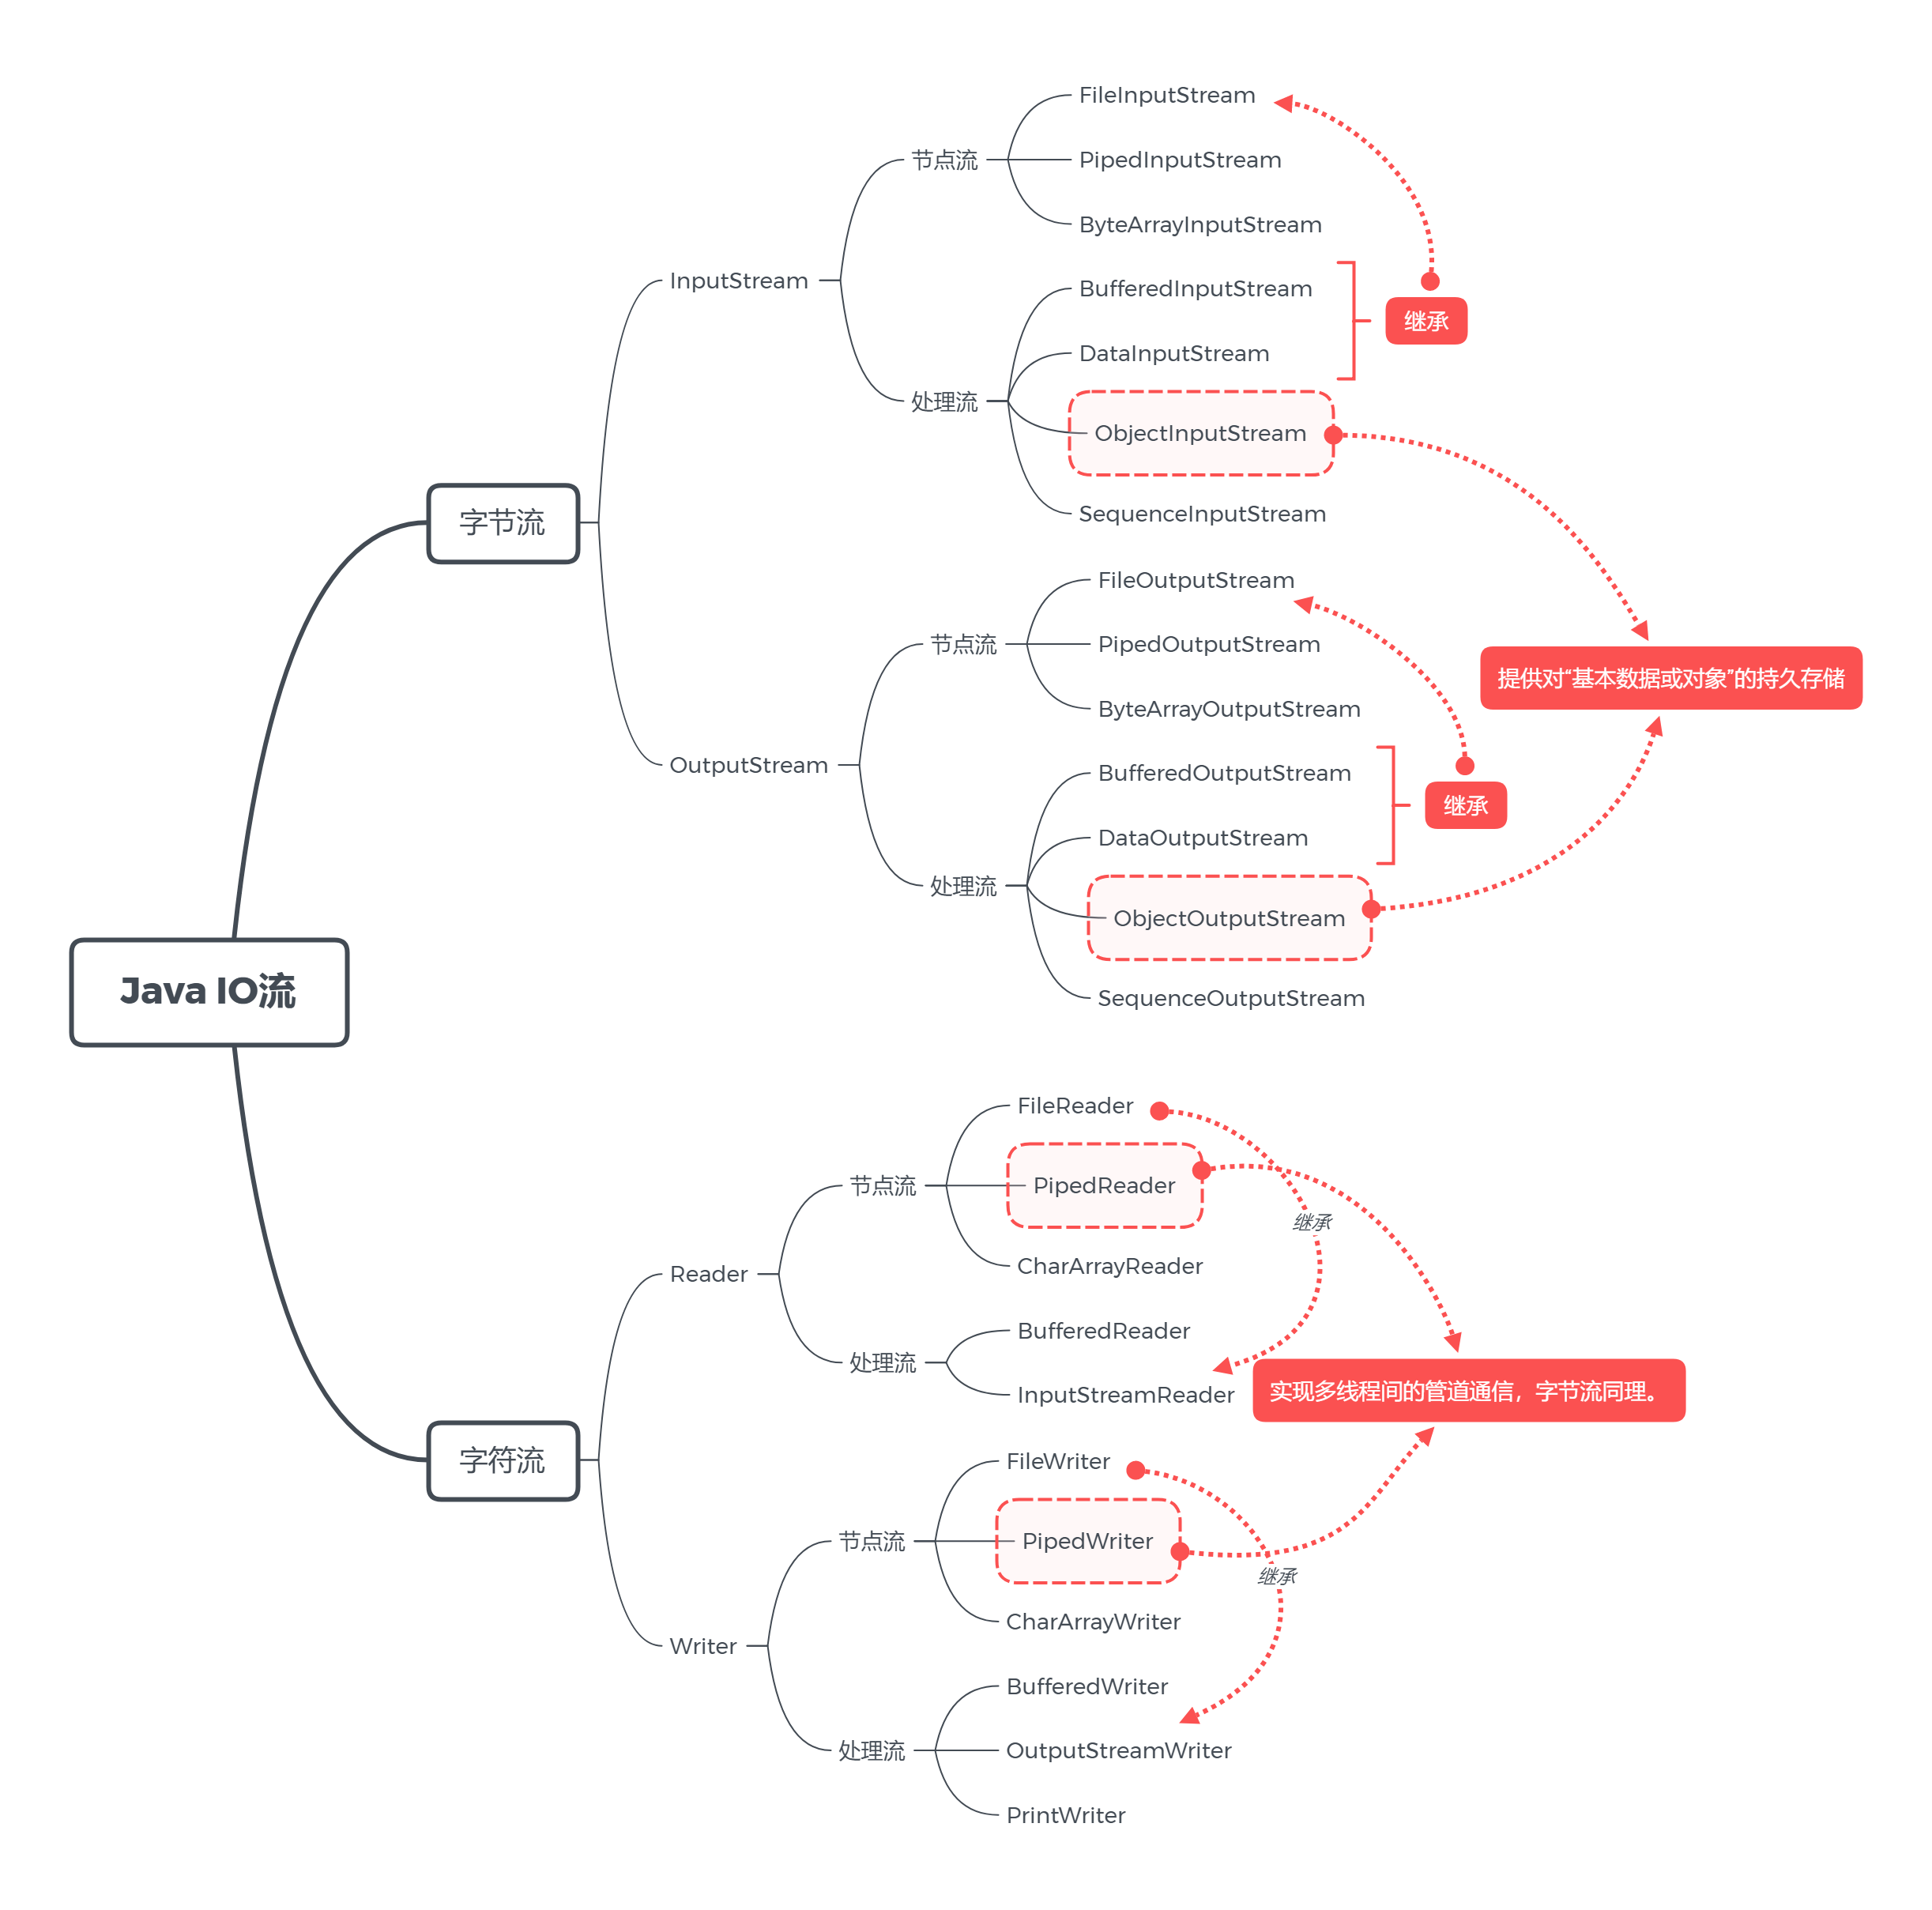 Java IO流
字节流
InputStream
节点流
FileInputStream
PipedInputStream
ByteArrayInputStream
处理流
BufferedInputStream
DataInputStream
继承
ObjectInputStream
SequenceInputStream
OutputStream
节点流
FileOutputStream
PipedOutputStream
ByteArrayOutputStream
处理流
BufferedOutputStream
DataOutputStream
继承
ObjectOutputStream
SequenceOutputStream
提供对“基本数据或对象”的持久存储
字符流
Reader
节点流
FileReader
PipedReader
CharArrayReader
继承
处理流
BufferedReader
InputStreamReader
实现多线程间的管道通信，字节流同理。
Writer
节点流
FileWriter
PipedWriter
CharArrayWriter
继承
处理流
BufferedWriter
OutputStreamWriter
PrintWriter